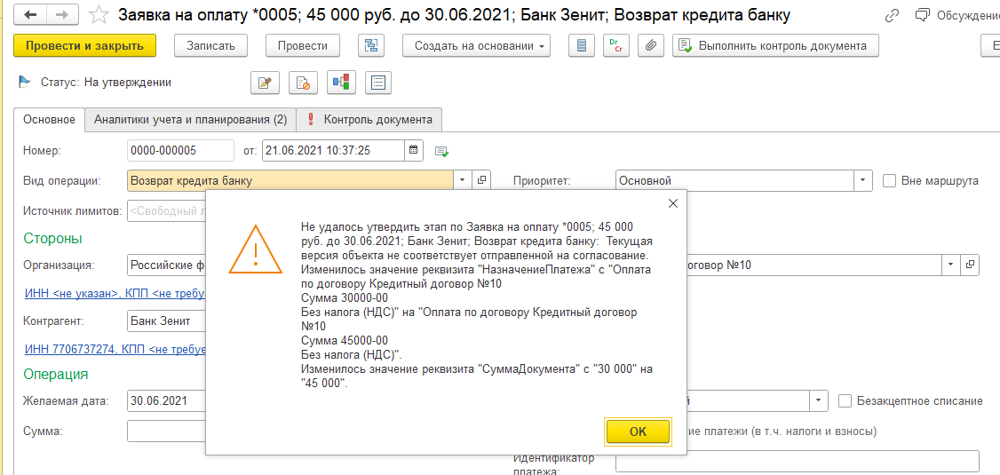 Заявка на оплату *0005; 45 000 руб. до 30.06.2021; Банк Зенит; Возврат кредита банку
Обсуждение
Провести и закрыть
Записать
Провести
Создать на основании
Dr
Cr
Выполнить контроль документа
Статус: На утверждении
Основное
Аналитики учета и планирования (2)
Контроль документа
Номер:
0000-000005
от:
21.06.2021 10:37:25
Вид операции:
Возврат кредита банку
Приоритет:
Основной
Вне маршрута
Источник лимитов:
<Свободный
Стороны
Организация:
Российские
оговор №10
ИНН <не указан>, КПП <не требу
Контрагент:
Банк Зенит
ИНН 7706737274, КПП <не требуе
Операция
Желаемая дата:
30.06.2021
Безакцептное списание
Сумма:
ие платежи (в т.ч. налоги и взносы)
Идентификатор
платежа:
Не удалось утвердить этап по Заявка на оплату *0005; 45 000
руб. до 30.06.2021; Банк Зенит; Возврат кредита банку: Текущая
версия объекта не соответствует отправленной на согласование.
Изменилось значение реквизита "НазначениеПлатежа" с "Оплата
по договору Кредитный договор №10
Сумма 30000-00
Без налога (НДС)" на "Оплата по договору Кредитный договор
№10
Сумма 45000-00
Без налога (НДС)".
Изменилось значение реквизита "СуммаДокумента" с "30 000" на
"45 000".
ОК